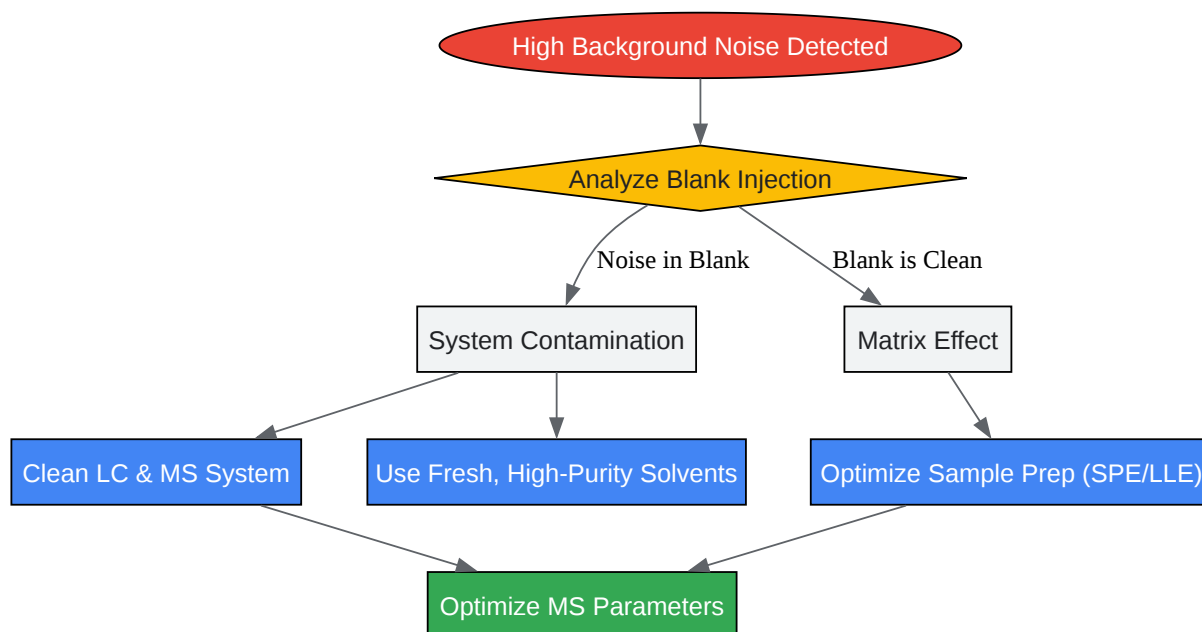 High Background Noise Detected
Analyze Blank Injection
Noise in Blank
Blank is Clean
System Contamination
Matrix Effect
Clean LC & MS System
Use Fresh, High-Purity Solvents
Optimize Sample Prep (SPE/LLE)
Optimize MS Parameters